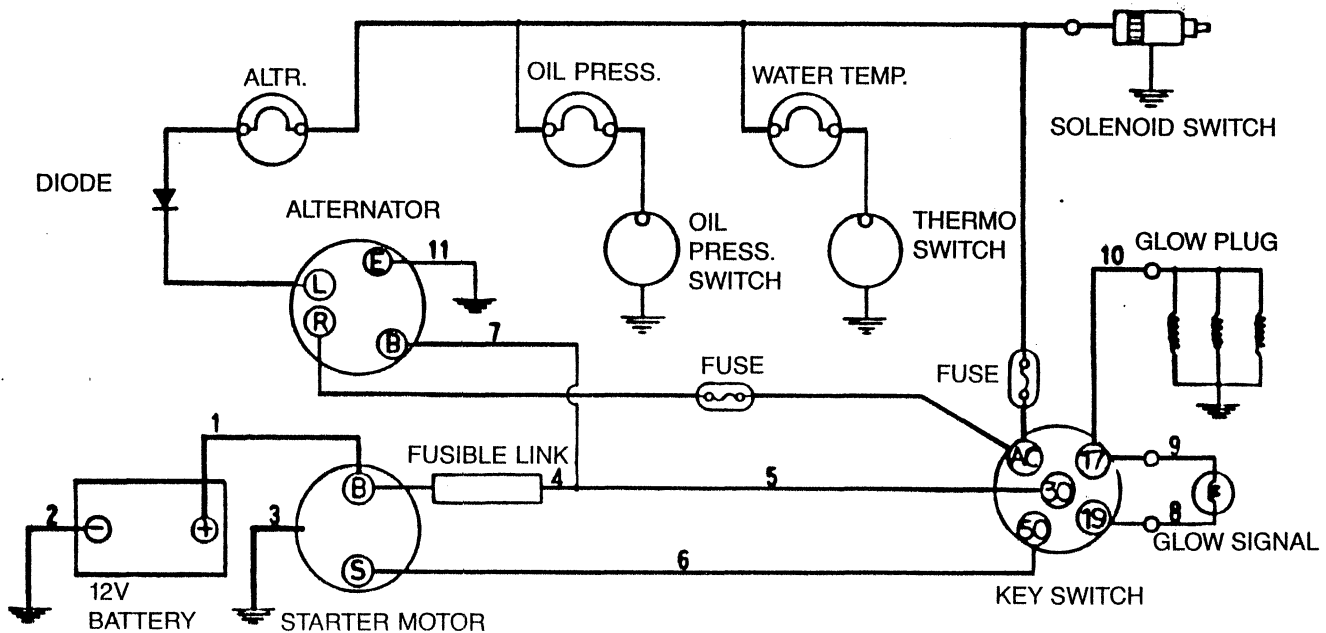 ALTR.
OIL PRESS.
WATER TEMP.
SOLENOID SWITCH
DIODE
ALTERNATOR
OIL
PRESS.
SWITCH
THERMO
SWITCH
GLOW PLUG
10
E
11
L
R
B
7
FUSE
FUSE
1
FUSIBLE LINK
AC
17
9
B
4
5
30
2
3
50
19
8
GLOW SIGNAL
S
6
12V
BATTERY
STARTER MOTOR
KEY SWITCH